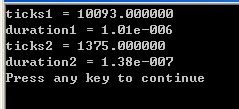 ticks1 = 10093.000000
duration1 = 1.01e-006
ticks2 = 1375.000000
duration2 = 1.38e-007
Press any key to continue